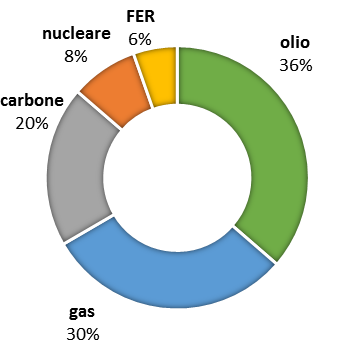 FER
6%
nucleare
8%
olio
36%
carbone
20%
gas
30%